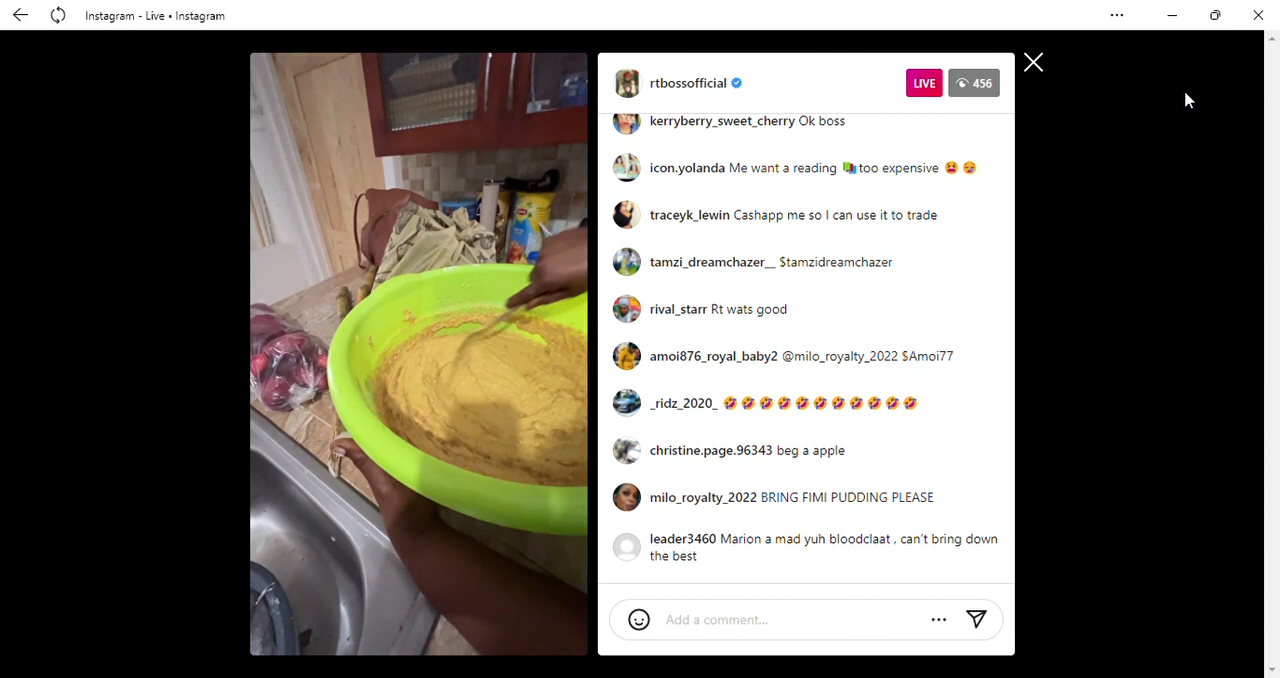 Instagram - Live • Instagram
rtbossofficial
LIVE
456
kerryberry_sweet_cherry Ok boss
icon.yolanda Me want a reading 📚too expensive 😫 😪
traceyk_lewin Cashapp me so I can use it to trade
tamzi_dreamchazer__ $tamzidreamchazer
rival_starr Rt wats good
amoi876_royal_baby2 @milo_royalty_2022 $Amoi77
_ridz_2020_ 🤣🤣🤣🤣🤣🤣🤣🤣🤣🤣🤣
christine.page.96343 beg a apple
milo_royalty_2022 BRING FIMI PUDDING PLEASE
leader3460 Marion a mad yuh bloodclaat , can't bring down
the best
Add a comment...